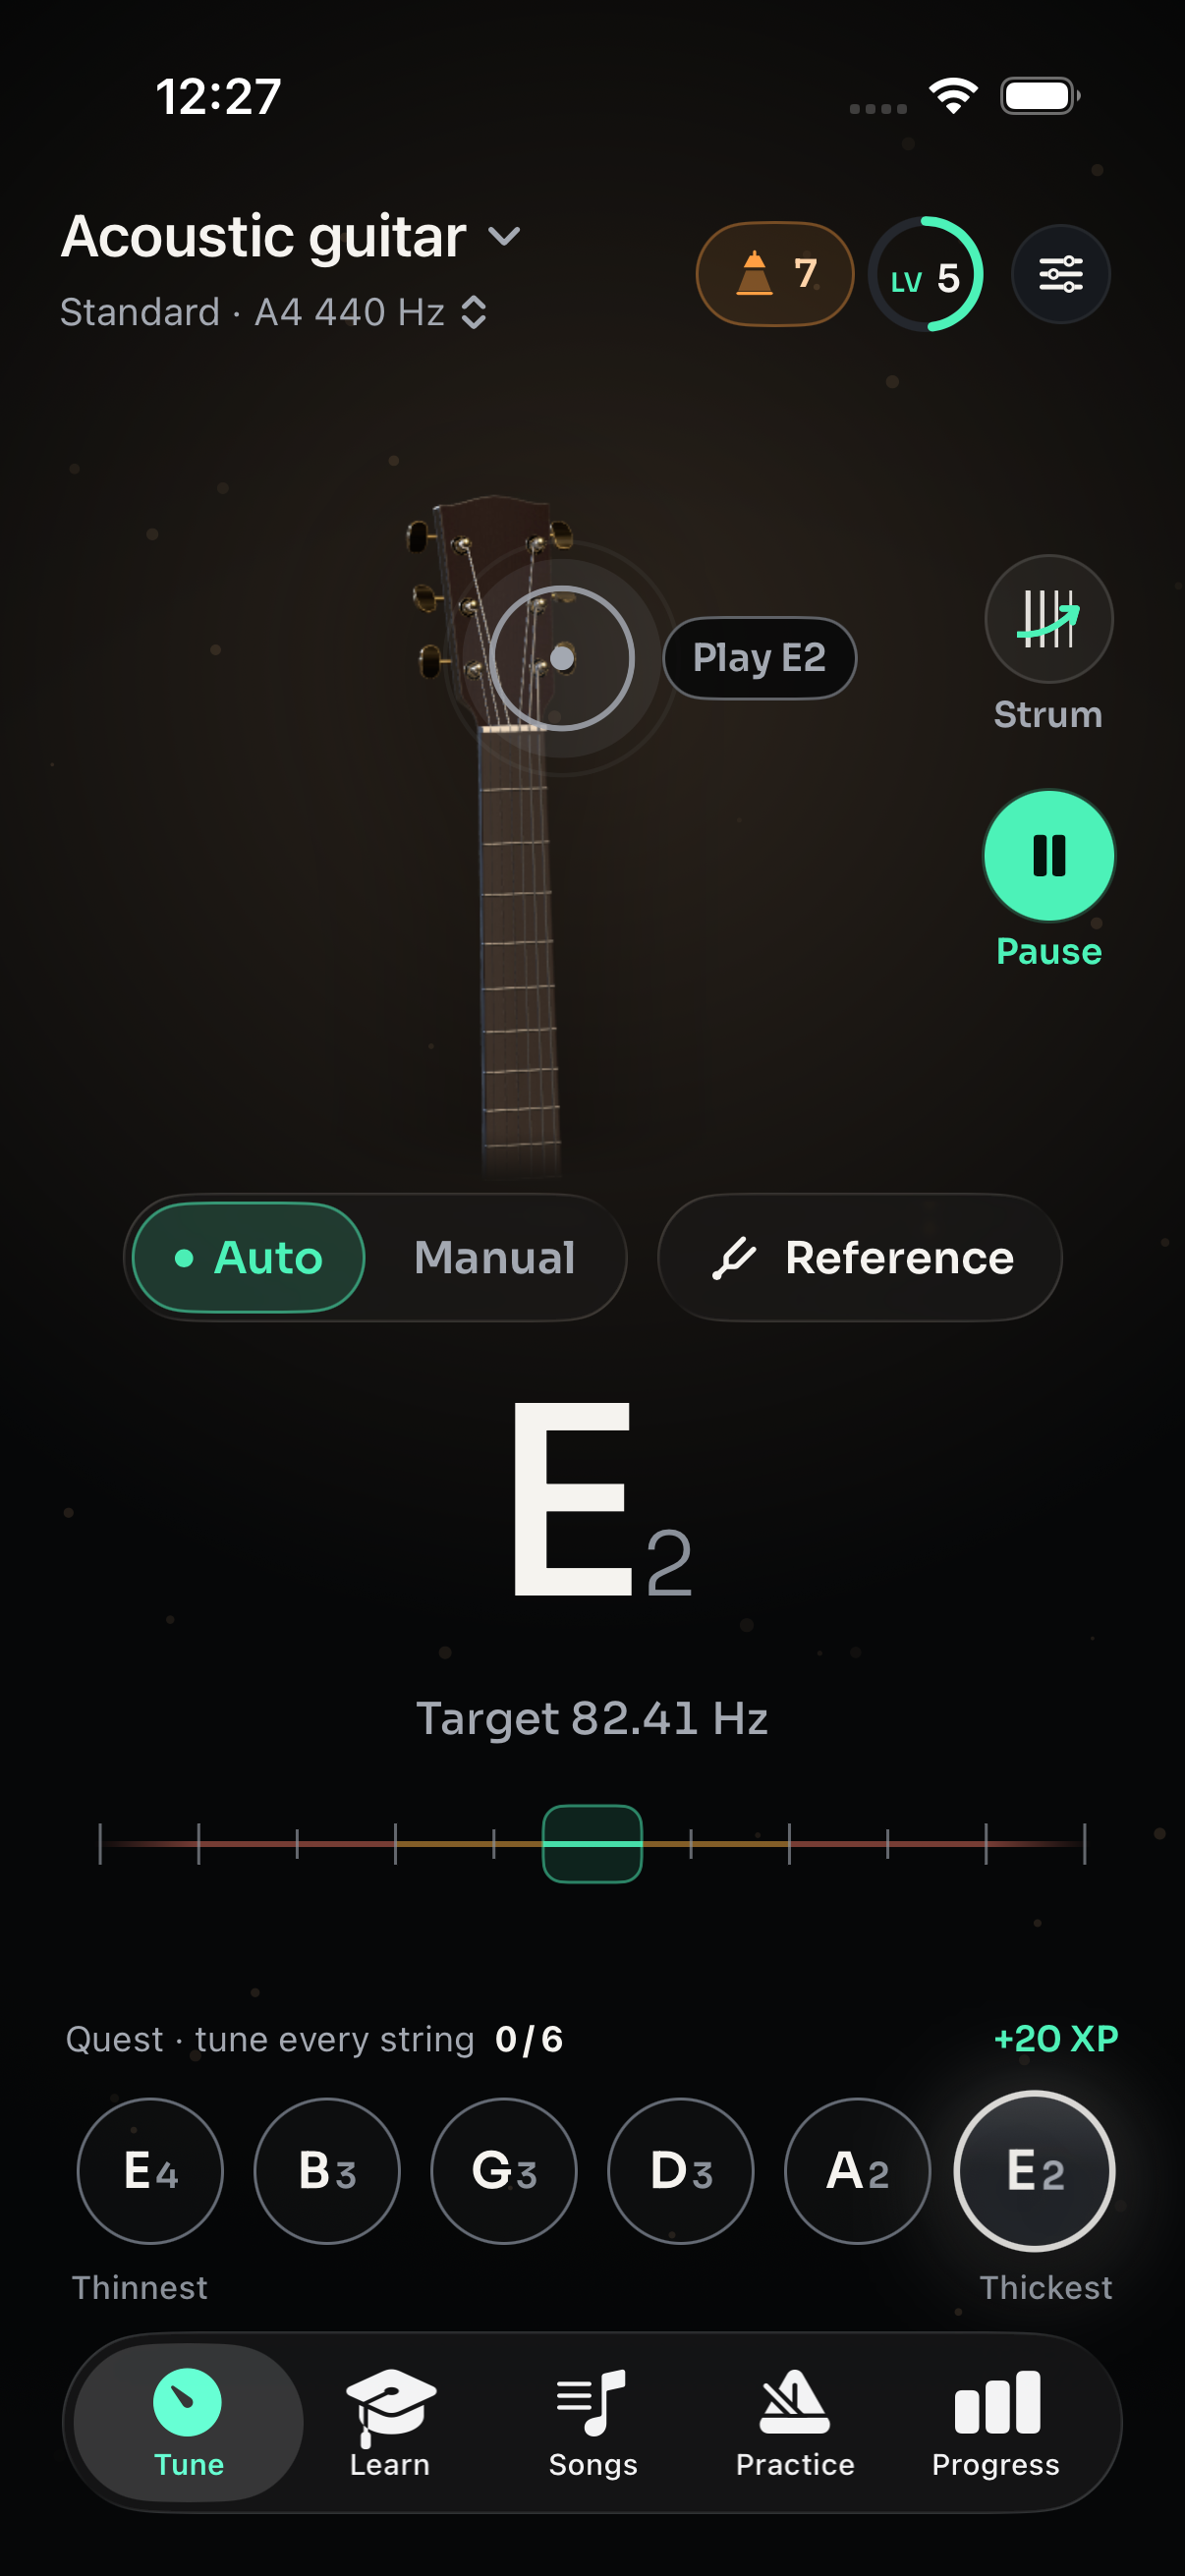 12:27
Acoustic guitar
Standard · A4 440 Hz
7
LV 5
Play E2
Strum
Pause
Auto
Manual
Reference
E2
Target 82.41 Hz
Quest · tune every string 0/6
+20 XP
E4
B3
G3
D3
A2
E2
Thinnest
Thickest
Tune
Learn
Songs
Practice
Progress